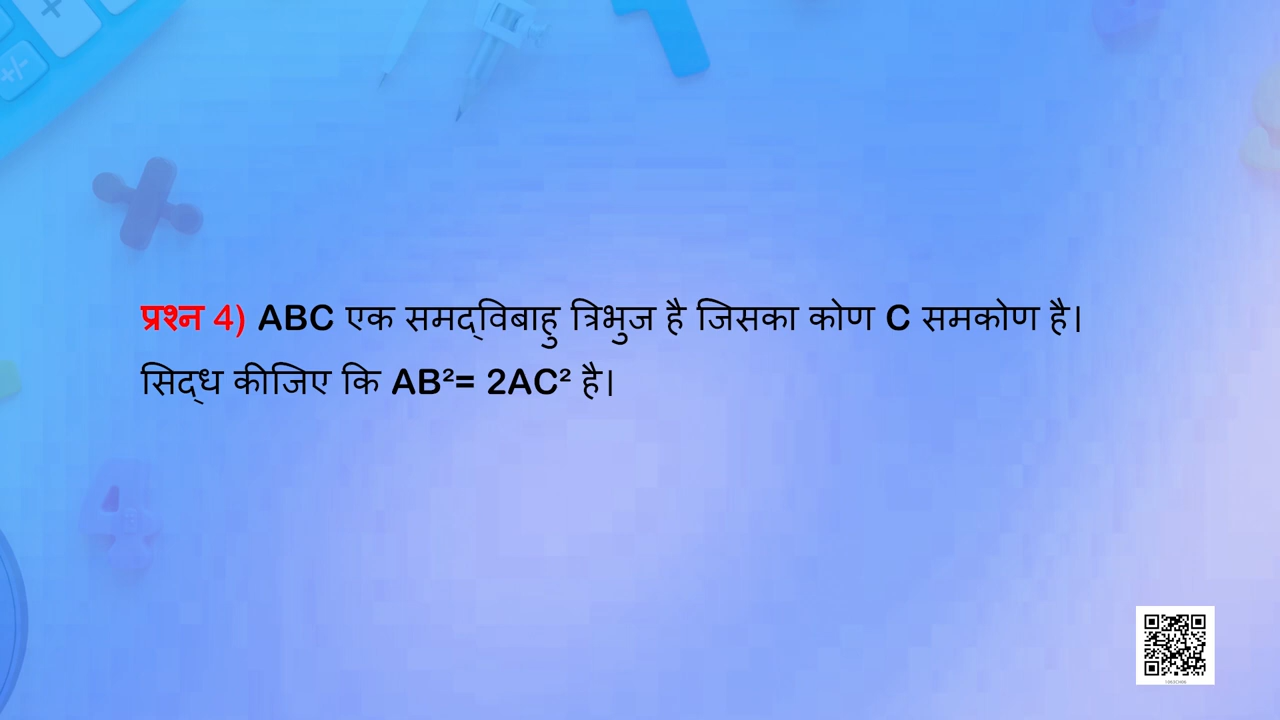 प्रश्न 4) ABC एक समद्विबाहु त्रिभुज है जिसका कोण C समकोण है।
सिद्ध कीजिए कि AB²= 2AC² है।